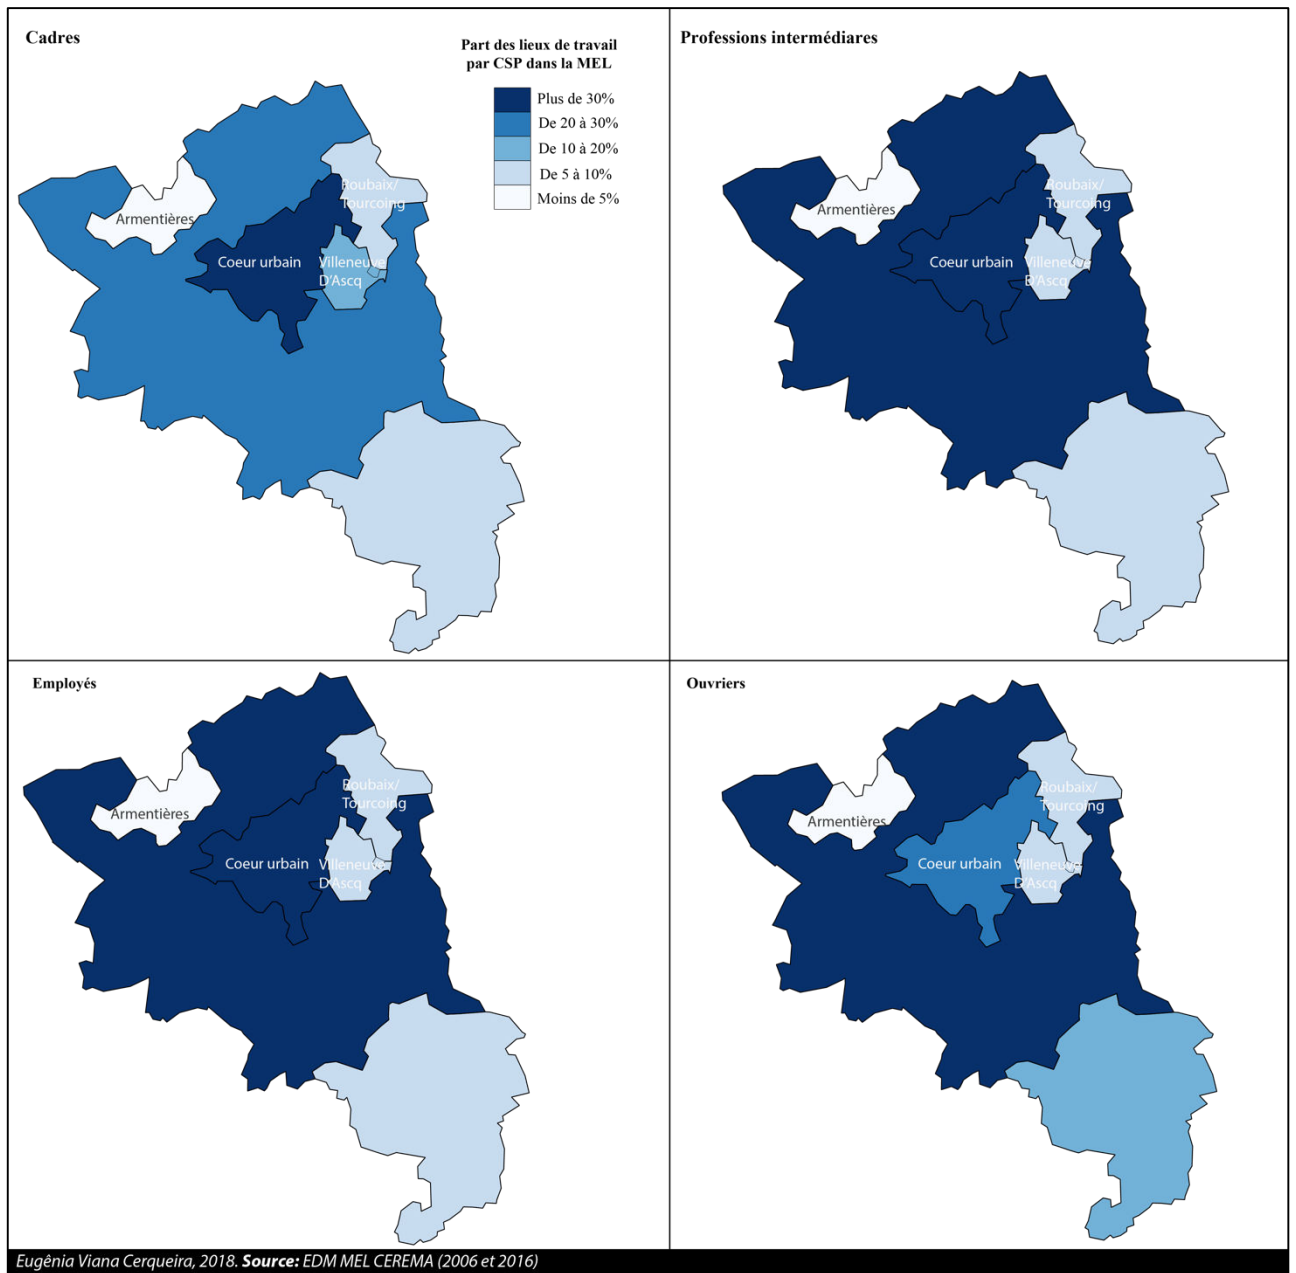 Cadres
Part des lieux de travail
par CSP dans la MEL
Plus de 30%
De 20 à 30%
De 10 à 20%
De 5 à 10%
Moins de 5%
Roubaix/
Tourcoing
Armentières
Coeur urbain
Villeneuve
D'Ascq
Professions intermédiares
Roubaix/
Tourcoing
Armentières
Coeur urbain
Villeneuve
D'Ascq
Employés
Roubaix/
Tourcoing
Armentières
Coeur urbain
Villeneuve
D'Ascq
Ouvriers
Roubaix/
Tourcoing
Armentières
Coeur urbain
Villeneuve
D'Ascq
Eugênia Viana Cerqueira, 2018. Source: EDM MEL CEREMA (2006 et 2016)